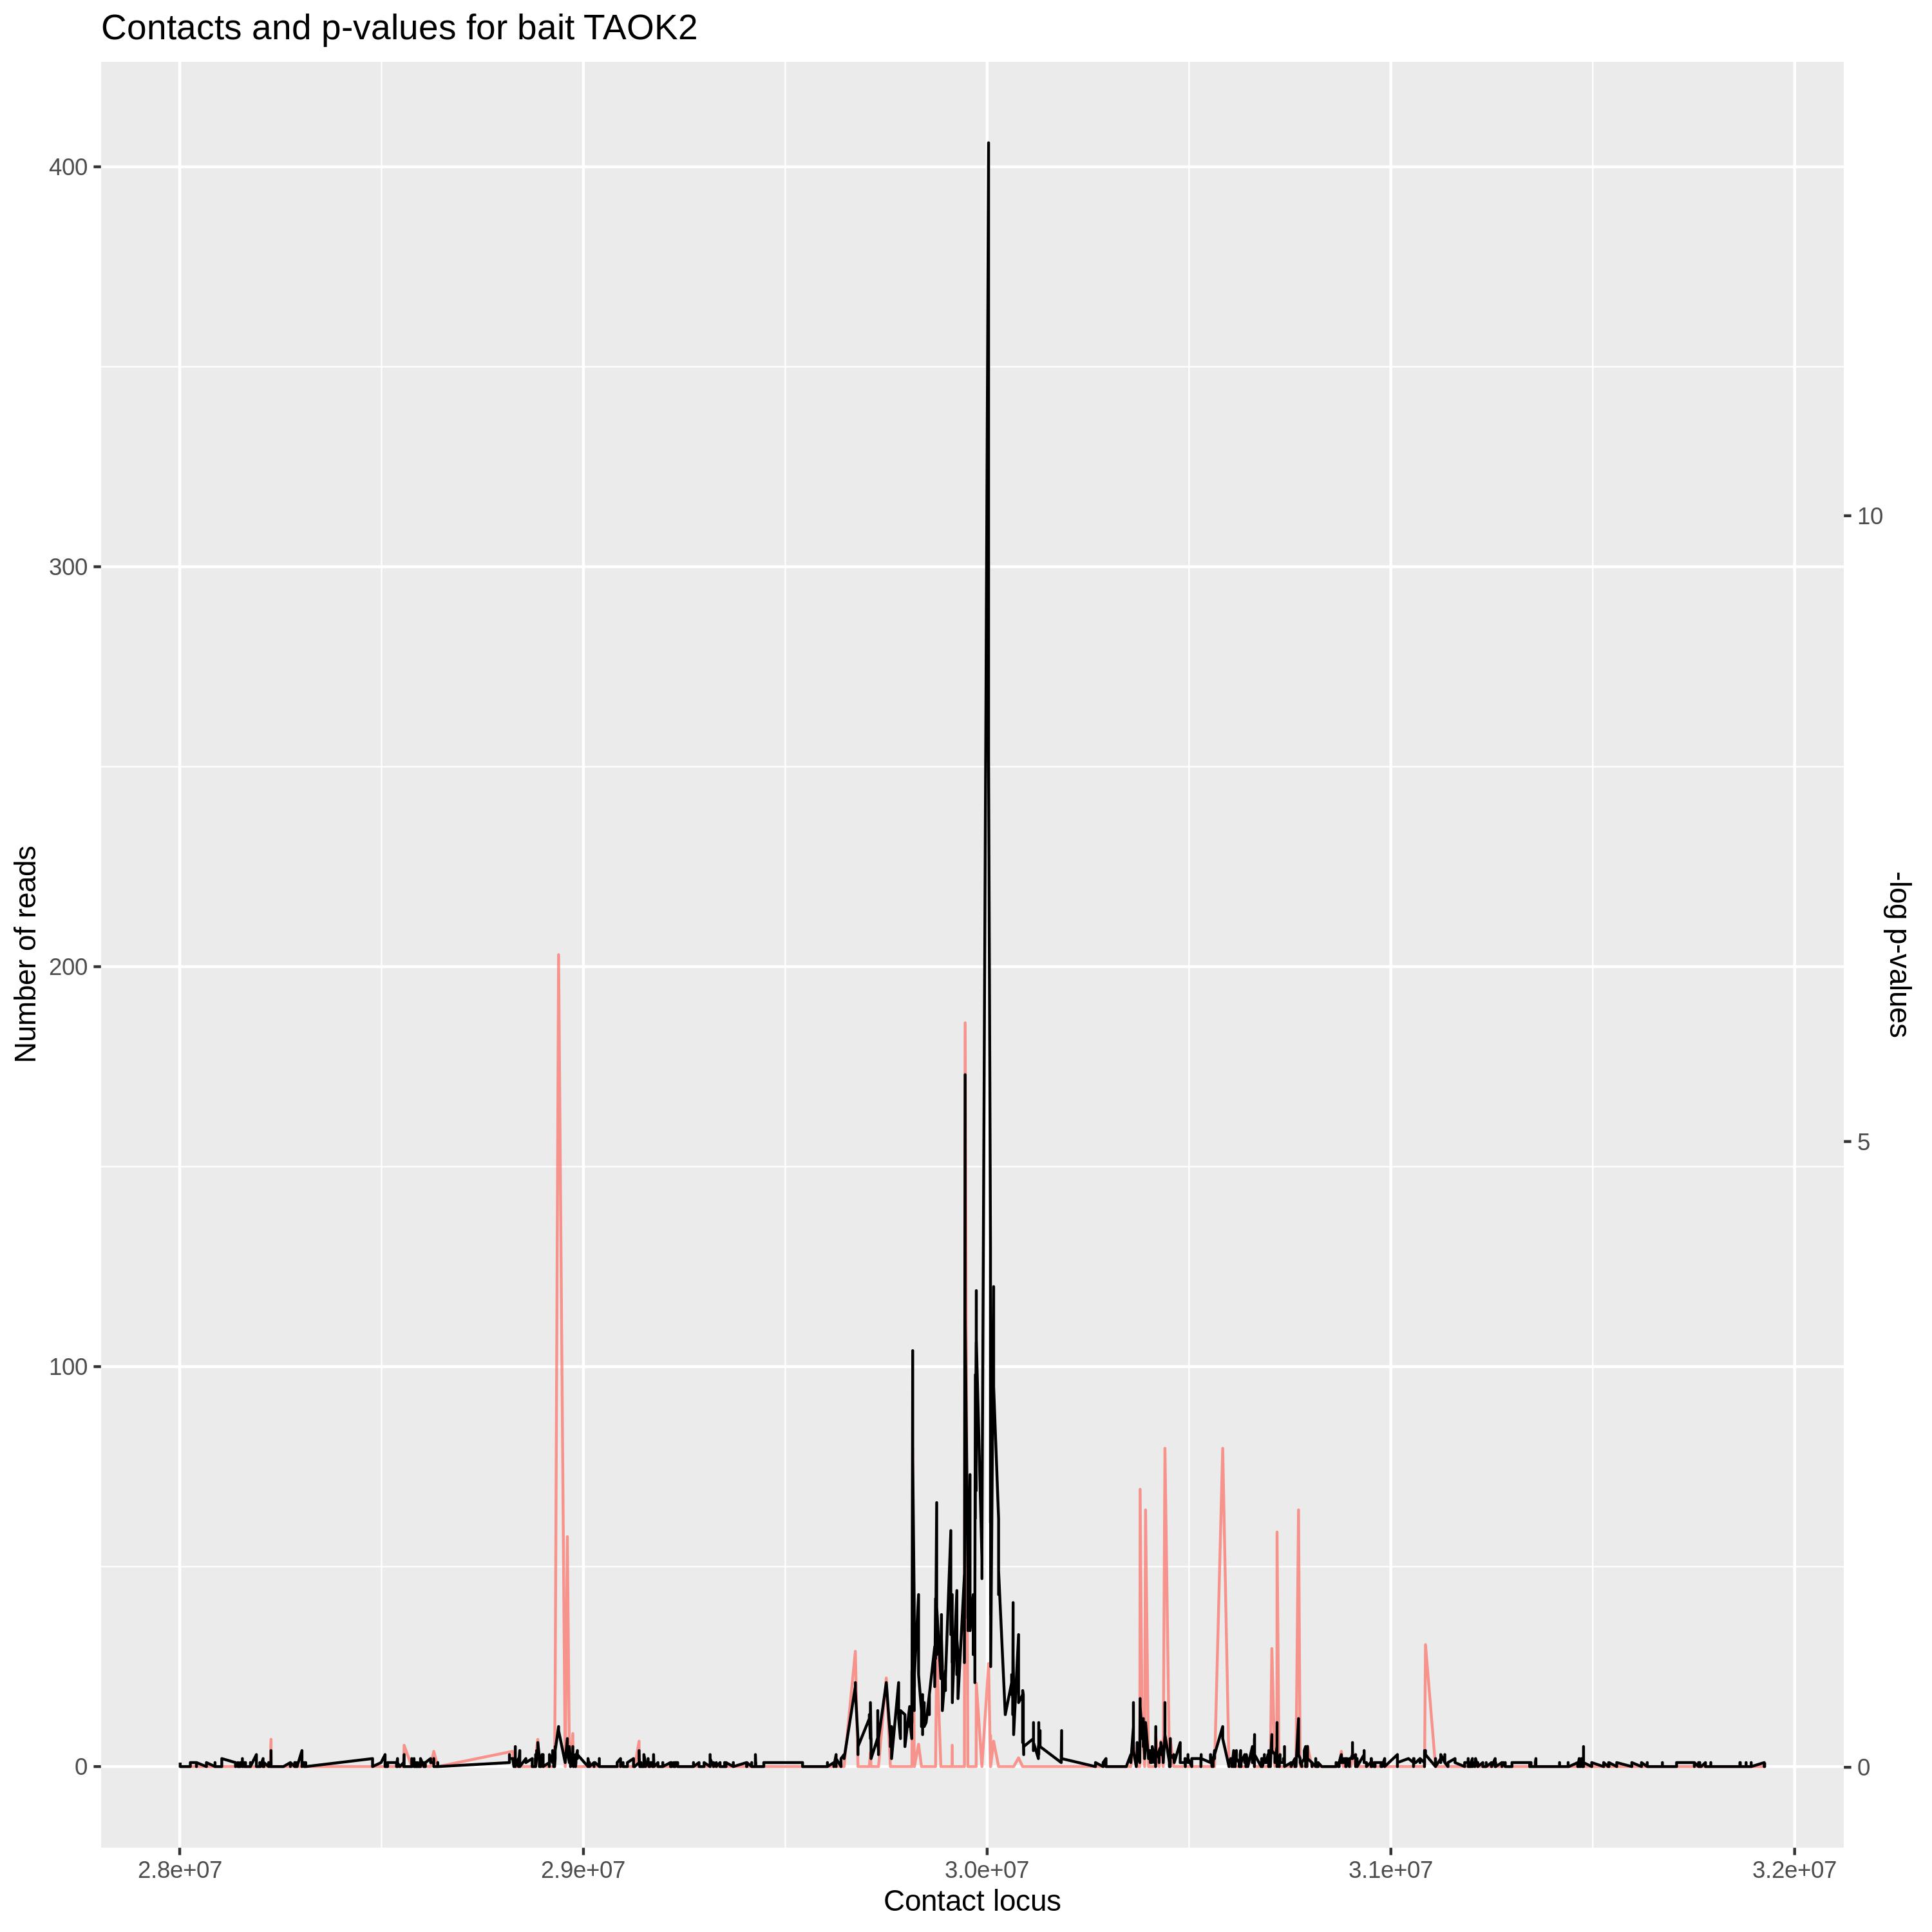 Contacts and p-values for bait TAOK2
400
300
200
100
0
Number of reads
10
5
0
-log p-values
2.8e+07
2.9e+07
3.0e+07
3.1e+07
3.2e+07
Contact locus